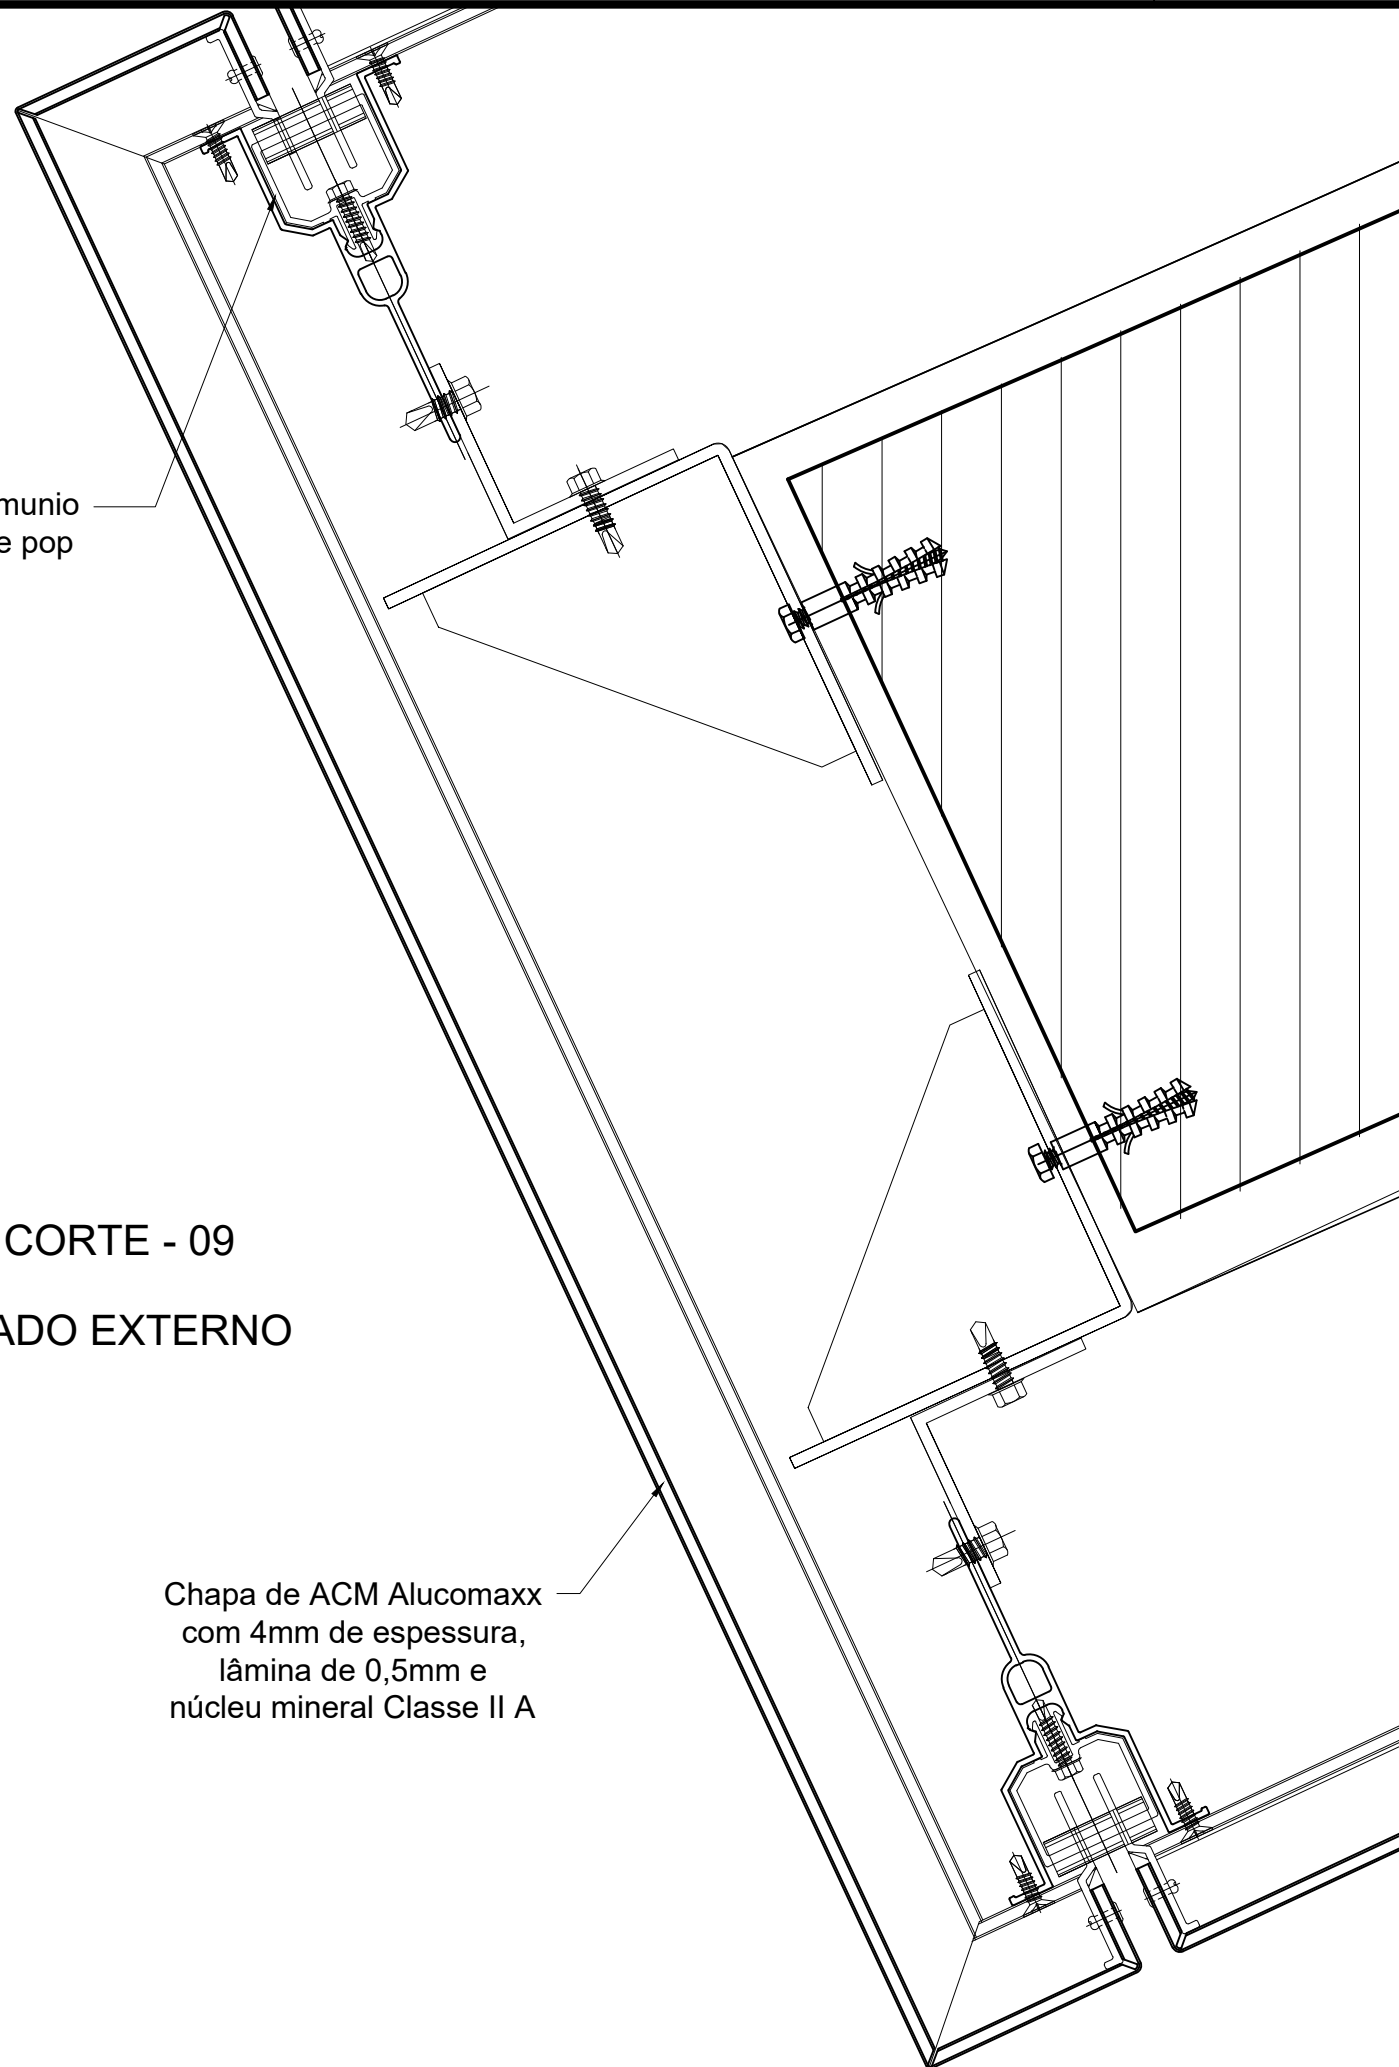 munio
e pop
CORTE - 09
ADO EXTERNO
Chapa de ACM Alucomaxx
com 4mm de espessura,
lâmina de 0,5mm e
núcleu mineral Classe II A